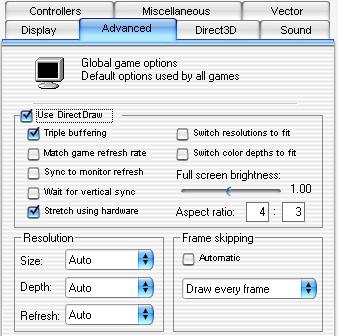 Controllers Miscellaneous Vector
Display Advanced Direct3D Sound
Global game options
Default options used by all games
Use DirectDraw
Triple buffering
Switch resolutions to fit
Match game refresh rate
Switch color depths to fit
Sync to monitor refresh
Full screen brightness:
Wait for vertical sync
1.00
Stretch using hardware
Aspect ratio: 4 : 3
Resolution
Frame skipping
Size: Auto
Automatic
Depth: Auto
Draw every frame
Refresh: Auto